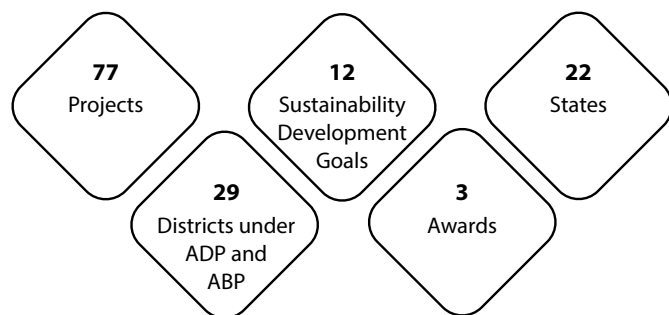 77
Projects
12
Sustainability
Development
Goals
22
States
29
Districts under
ADP and
ABP
3
Awards